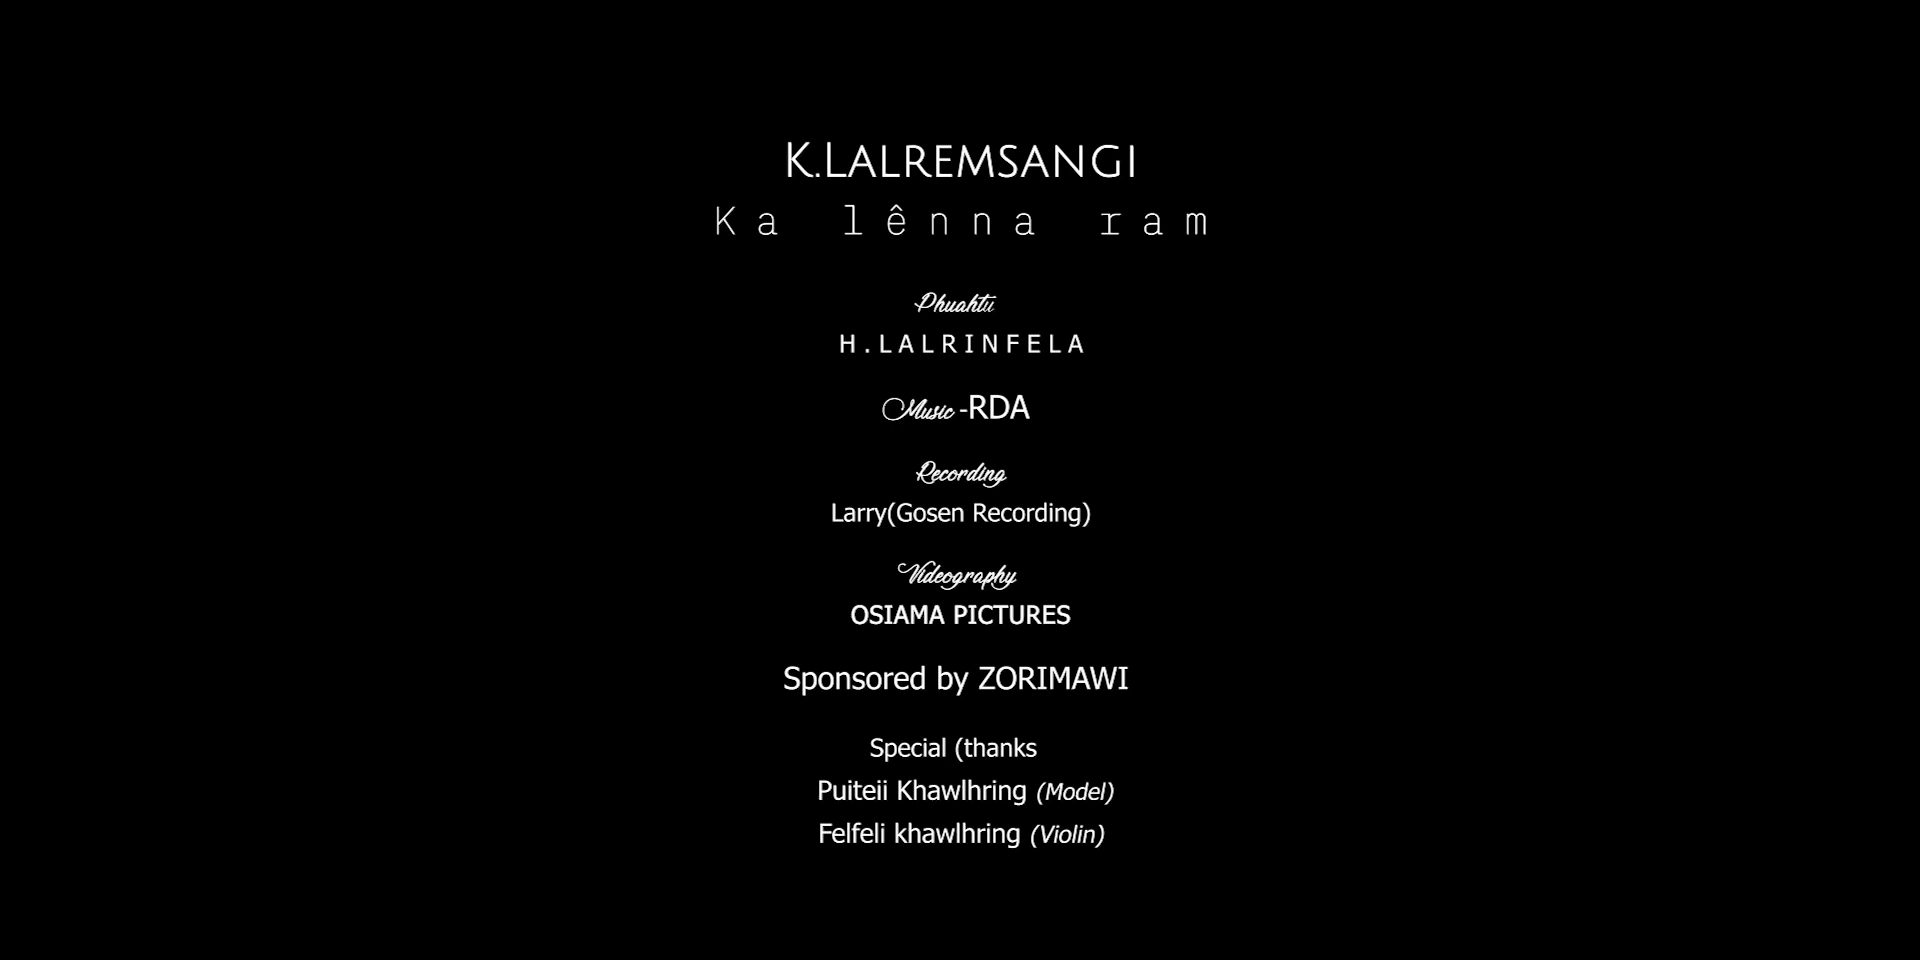 K.LALREMSANGI
Ka lênna ram
Phuahtu
H.LALRINFELA
Music -RDA
Recording
Larry(Gosen Recording)
Videography
OSIAMA PICTURES
Sponsored by ZORIMAWI
Special (thanks
Puiteii Khawlhring (Model)
Felfeli khawlhring (Violin)